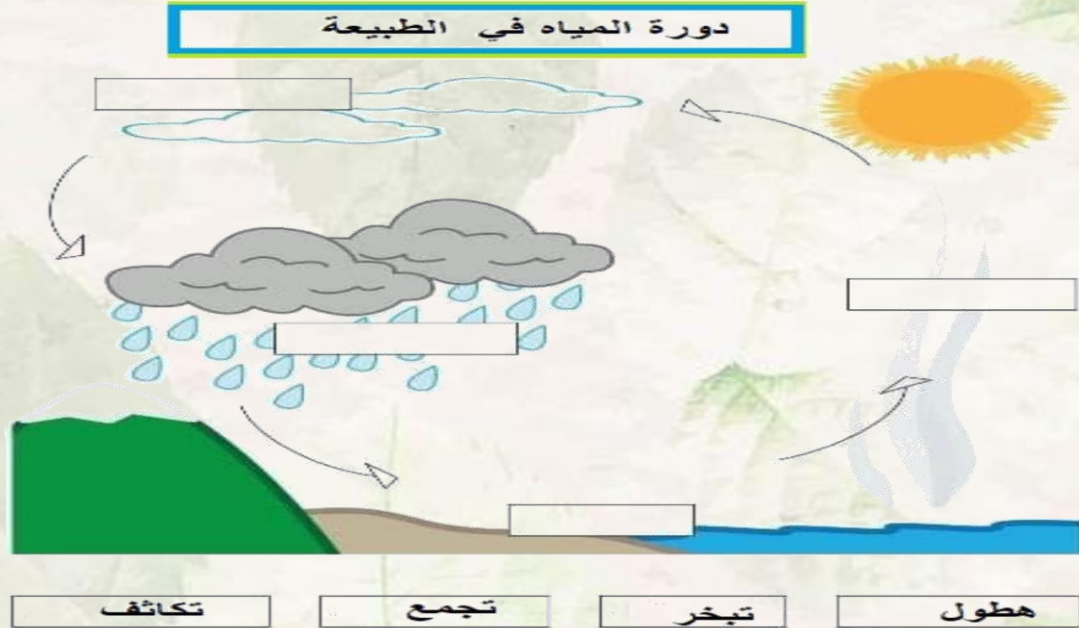 دورة المياه في الطبيعة
هطول
تبخر
تجمع
تكاثف